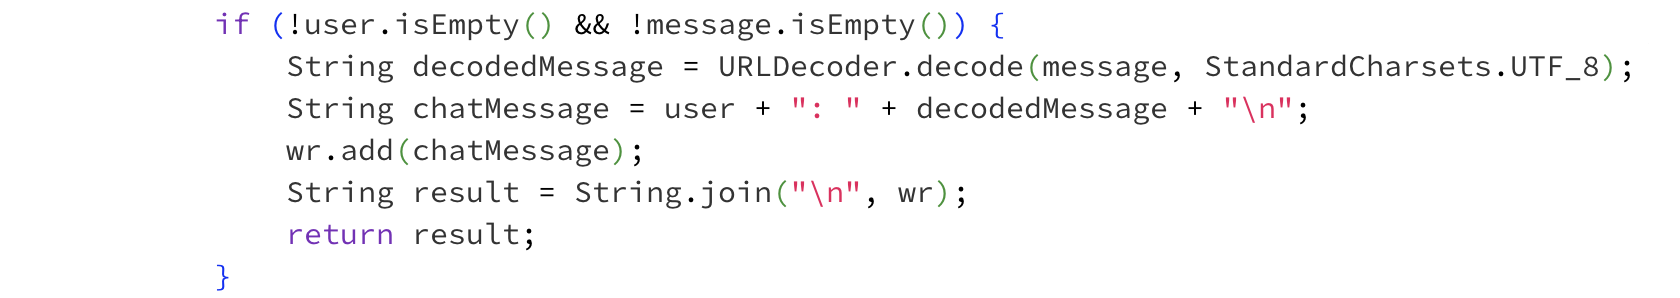 if (!user.isEmpty() && !message.isEmpty()) {
String decodedMessage = URLDecoder.decode(message, StandardCharsets.UTF_8);
String chatMessage = user + ": " + decodedMessage + "\n";
wr.add(chatMessage);
String result = String.join("\n", wr);
return result;
}